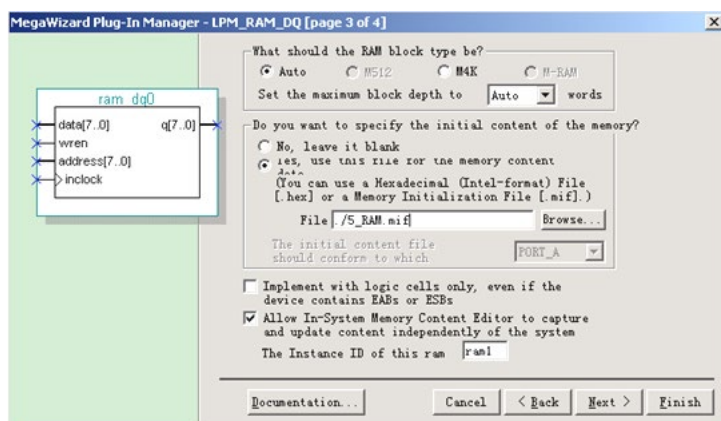 MegaWizard Plug-In Manager - LPM_RAM_DQ [page 3 of 4]
ram_dq0
data[7..0] q[7..0]
wren
address[7..0]
inclock
What should the RAM block type be?
Auto M512 M4K M-RAM
Set the maximum block depth to Auto words
Do you want to specify the initial content of the memory?
No, leave it blank
Yes, use this file for the memory content
data
(You can use a Hexadecimal (Intel-format) File
[.hex] or a Memory Initialization File [.mif].)
File ./5_RAM.mif Browse...
The initial content file
should conform to which PORT_A
Implement with logic cells only, even if the
device contains EABs or ESBs
Allow In-System Memory Content Editor to capture
and update content independently of the system
The Instance ID of this ram ram1
Documentation... Cancel < Back Next > Finish